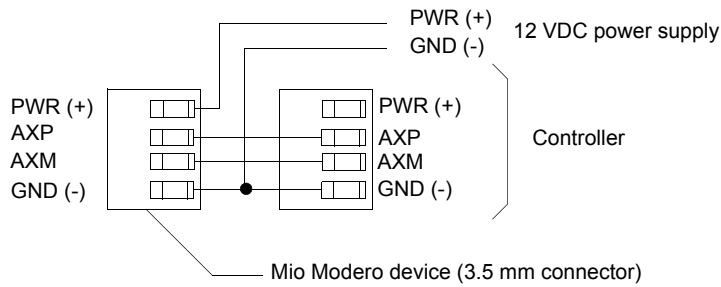 PWR (+)
GND (-)
12 VDC power supply
PWR (+)
AXP
AXM
GND (-)
PWR (+)
AXP
AXM
GND (-)
Controller
Mio Modero device (3.5 mm connector)